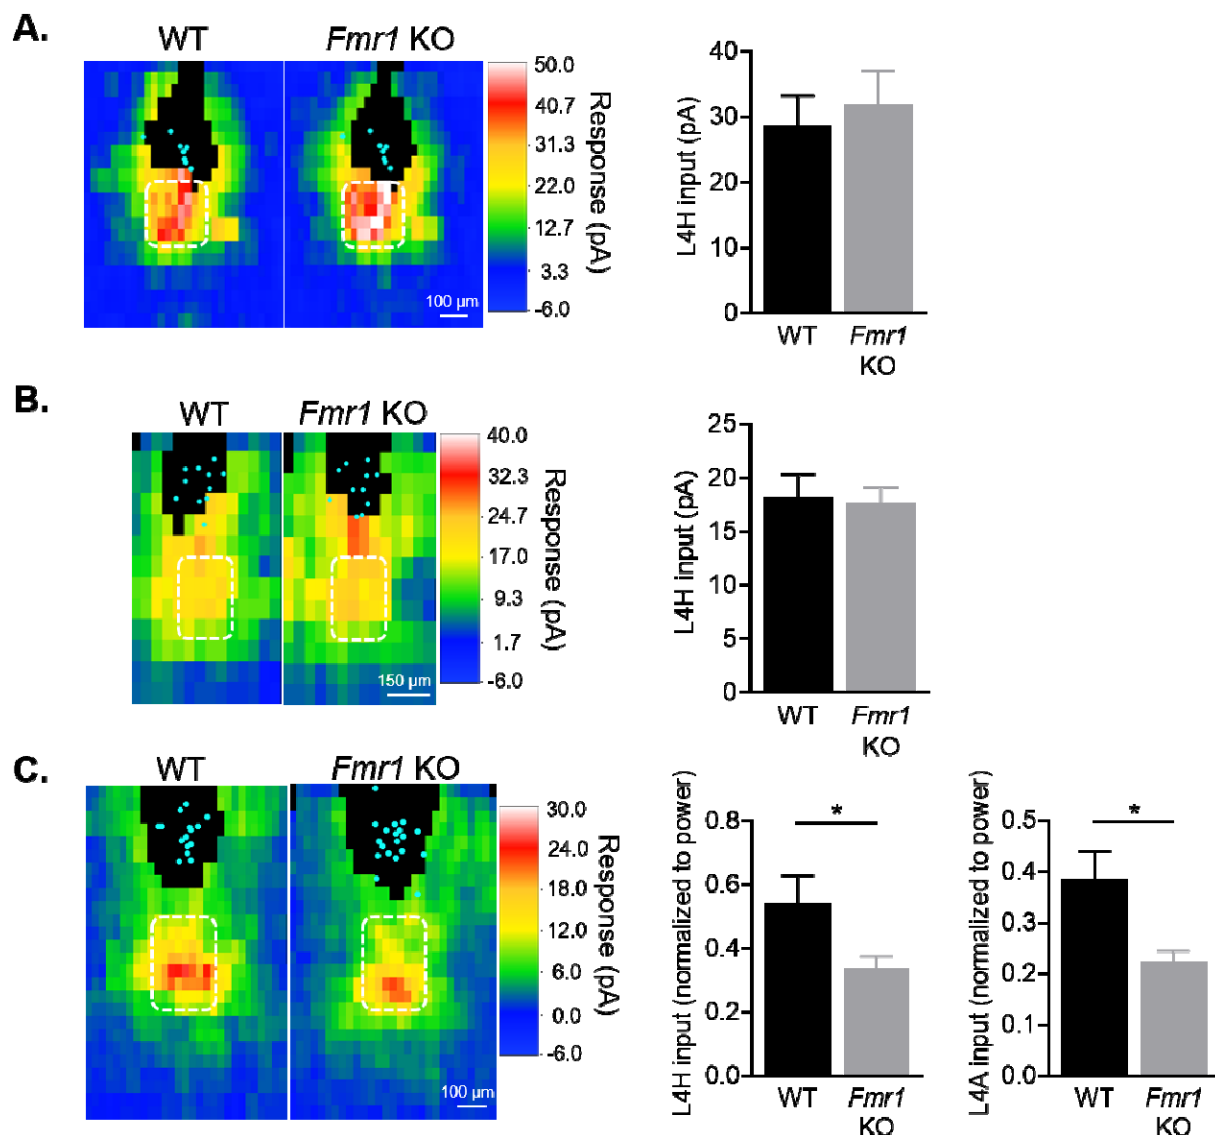 A.
WT
Fmr1 KO
50.0
40.7
31.3
22.0
12.7
3.3
-6.0
Response (pA)
100 µm
40
30
20
10
0
L4H input (pA)
WT
Fmr1
KO
B.
WT
Fmr1 KO
40.0
32.3
24.7
17.0
9.3
1.7
-6.0
Response (pA)
150 µm
25
20
15
10
5
0
L4H input (pA)
WT
Fmr1
KO
C.
WT
Fmr1 KO
30.0
24.0
18.0
12.0
6.0
0.0
-6.0
Response (pA)
100 µm
*
0.8
0.6
0.4
0.2
0.0
L4H input (normalized to power)
WT
Fmr1
KO
*
0.5
0.4
0.3
0.2
0.1
0.0
L4A input (normalized to power)
WT
Fmr1
KO